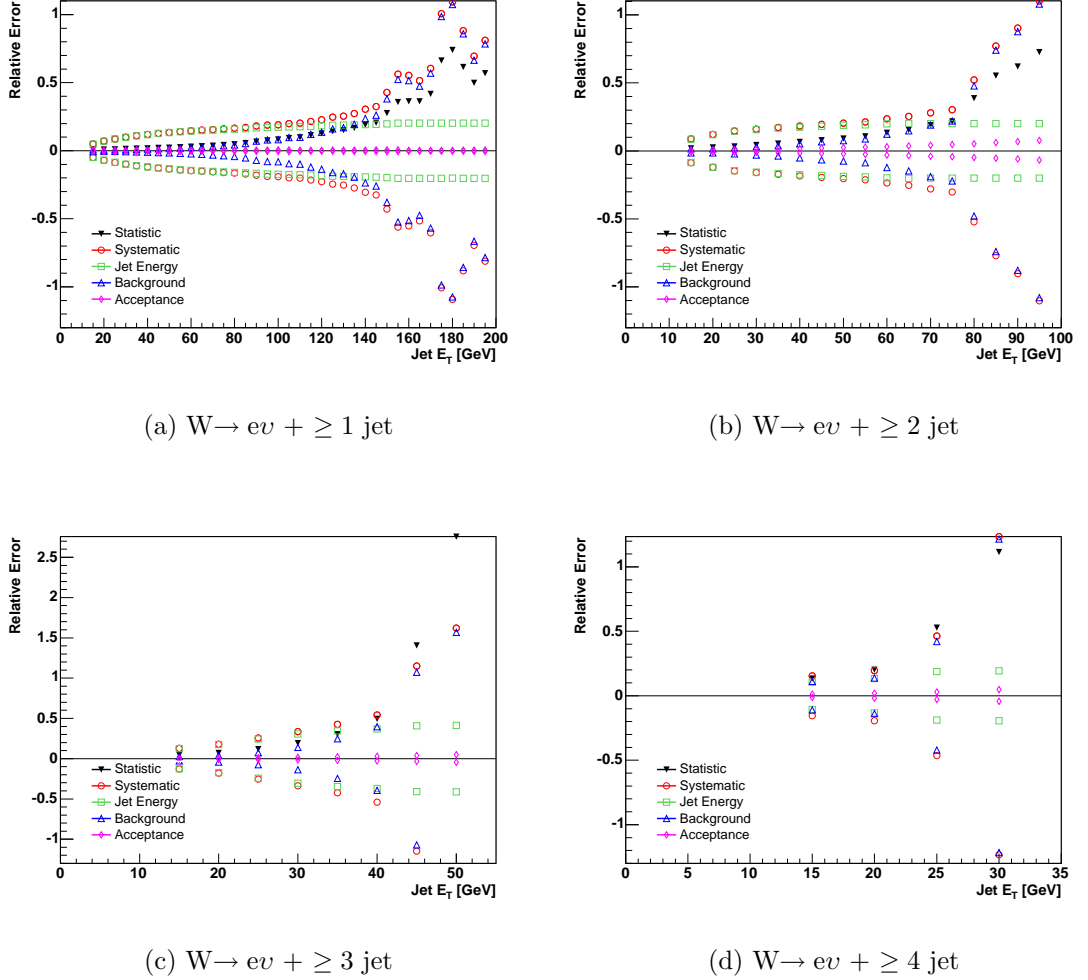 Relative Error
1
0.5
0
-0.5
-1
Statistic
Systematic
Jet Energy
Background
Acceptance
0 20 40 60 80 100 120 140 160 180 200
Jet E_T [GeV]
(a) W→ eυ + ≥ 1 jet
Relative Error
1
0.5
0
-0.5
-1
Statistic
Systematic
Jet Energy
Background
Acceptance
0 10 20 30 40 50 60 70 80 90 100
Jet E_T [GeV]
(b) W→ eυ + ≥ 2 jet
Relative Error
2.5
2
1.5
1
0.5
0
-0.5
-1
Statistic
Systematic
Jet Energy
Background
Acceptance
0 10 20 30 40 50
Jet E_T [GeV]
(c) W→ eυ + ≥ 3 jet
Relative Error
1
0.5
0
-0.5
-1
Statistic
Systematic
Jet Energy
Background
Acceptance
0 5 10 15 20 25 30 35
Jet E_T [GeV]
(d) W→ eυ + ≥ 4 jet